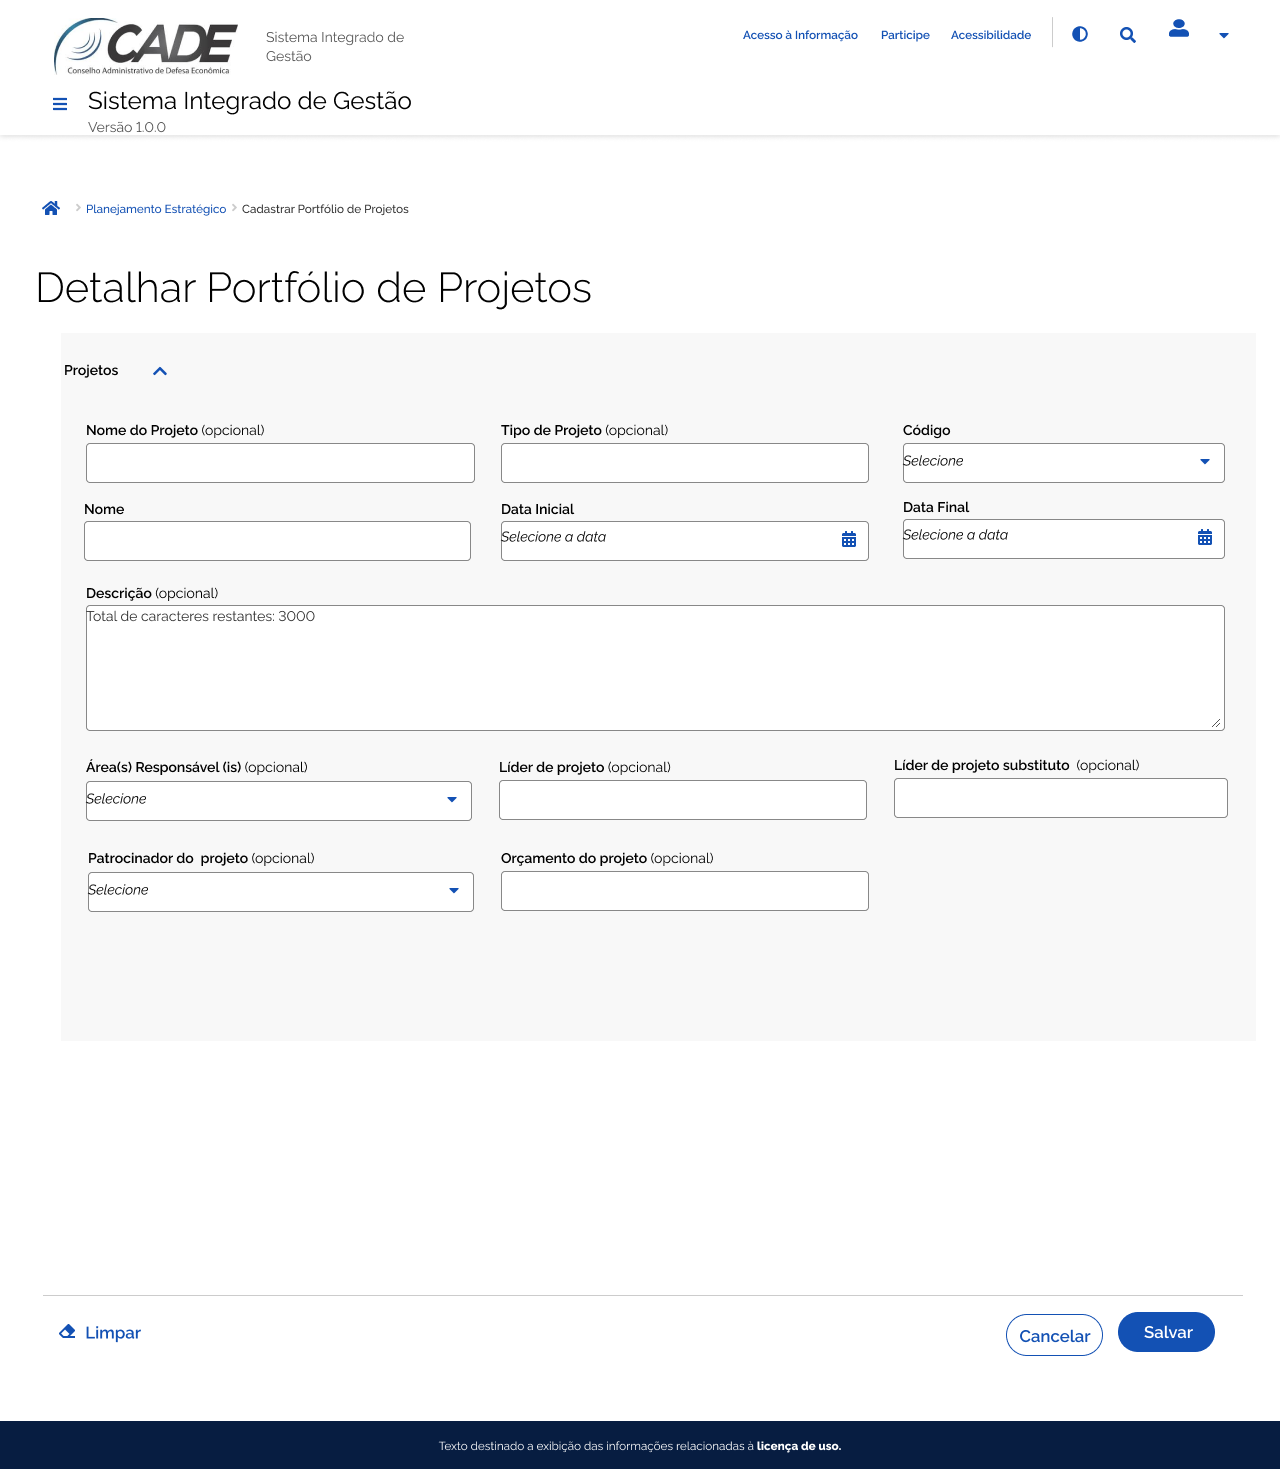 CADE
Conselho Administrativo de Defesa Econômica
Sistema Integrado de
Gestão
Acesso à Informação
Participe
Acessibilidade
Sistema Integrado de Gestão
Versão 1.0.0
Planejamento Estratégico
Cadastrar Portfólio de Projetos
Detalhar Portfólio de Projetos
Projetos
Nome do Projeto (opcional)
Tipo de Projeto (opcional)
Código
Selecione
Nome
Data Inicial
Selecione a data
Data Final
Selecione a data
Descrição (opcional)
Total de caracteres restantes: 3000
Área(s) Responsável (is) (opcional)
Selecione
Líder de projeto (opcional)
Líder de projeto substituto  (opcional)
Patrocinador do  projeto (opcional)
Selecione
Orçamento do projeto (opcional)
Limpar
Cancelar
Salvar
Texto destinado a exibição das informações relacionadas à licença de uso.